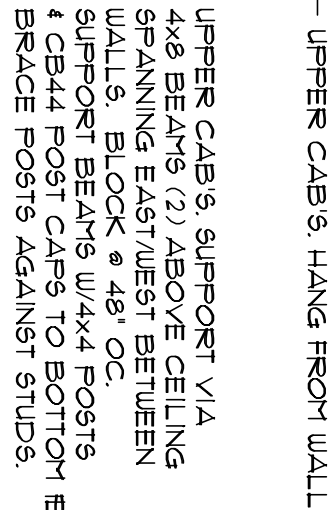 — UPPER CAB'S. HANG FROM WALL
UPPER CAB'S. SUPPORT VIA
4x8 BEAMS (2) ABOVE CEILING
SPANNING EAST/WEST BETWEEN
WALLS. BLOCK @ 48" OC.
SUPPORT BEAMS W/4x4 POSTS
& CB44 POST CAPS TO BOTTOM &
BRACE POSTS AGAINST STUDS.